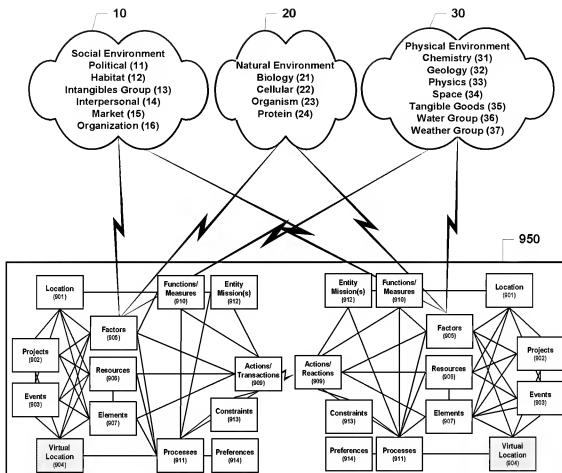 10
20
30
Social Environment
Political (11)
Habitat (12)
Intangibles Group (13)
Interpersonal (14)
Market (15)
Organization (16)
Natural Environment
Biology (21)
Cellular (22)
Organism (23)
Protein (24)
Physical Environment
Chemistry (31)
Geology (32)
Physics (33)
Space (34)
Tangible Goods (35)
Water Group (36)
Weather Group (37)
950
Location
(901)
Functions/
Measures
(910)
Entity
Mission(s)
(912)
Factors
(905)
Projects
(902)
Resources
(906)
Actions/
Transactions
(909)
Events
(903)
Elements
(907)
Constraints
(913)
Virtual
Location
(904)
Processes
(911)
Preferences
(914)
Entity
Mission(s)
(912)
Functions/
Measures
(910)
Location
(901)
Factors
(905)
Projects
(902)
Actions/
Reactions
(909)
Resources
(906)
Events
(903)
Constraints
(913)
Elements
(907)
Preferences
(914)
Processes
(911)
Virtual
Location
(904)